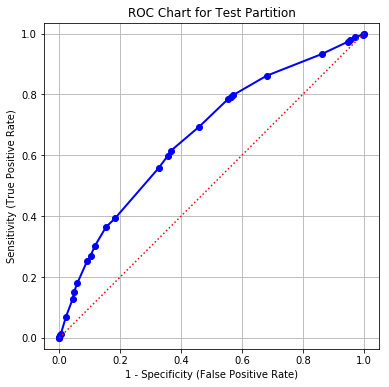 ROC Chart for Test Partition
Sensitivity (True Positive Rate)
1.0
0.8
0.6
0.4
0.2
0.0
0.0 0.2 0.4 0.6 0.8 1.0
1 - Specificity (False Positive Rate)